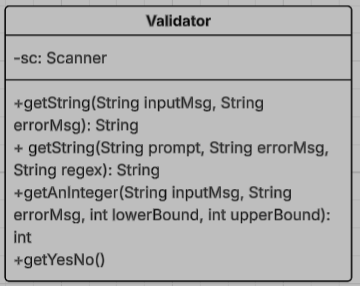 Validator
-sc: Scanner
+getString(String inputMsg, String
errorMsg): String
+ getString(String prompt, String errorMsg,
String regex): String
+getAnInteger(String inputMsg, String
errorMsg, int lowerBound, int upperBound):
int
+getYesNo()